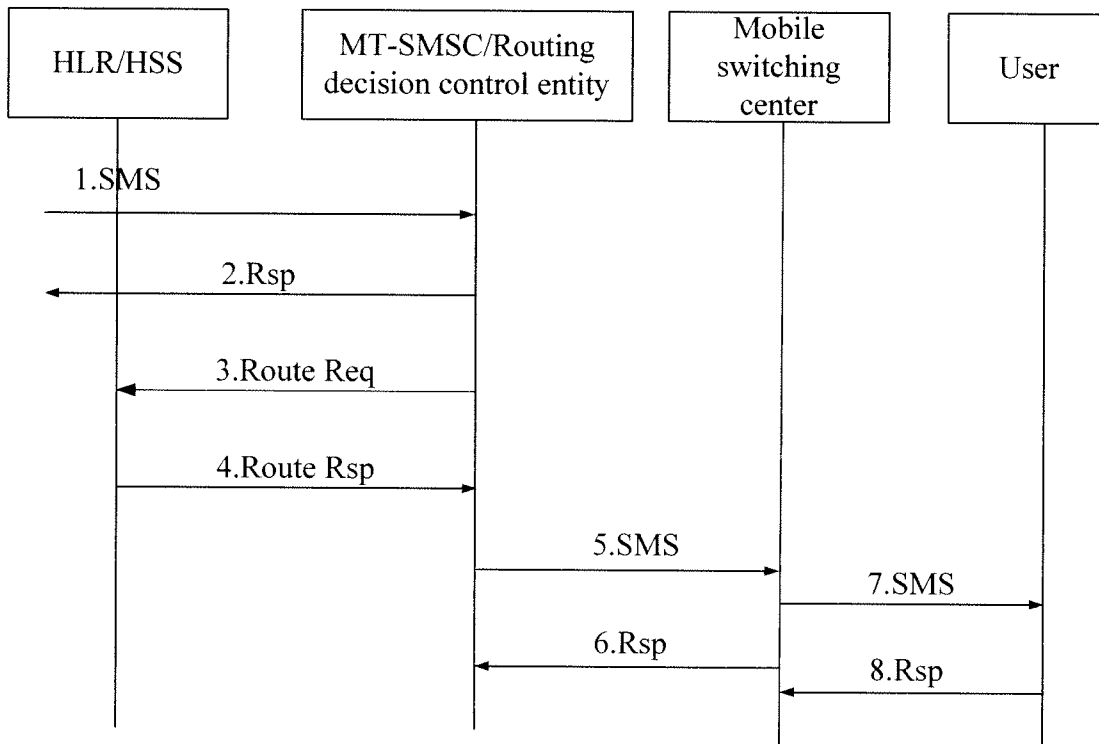 HLR/HSS
MT-SMSC/Routing
decision control entity
Mobile
switching
center
User
1.SMS
2.Rsp
3.Route Req
4.Route Rsp
5.SMS
7.SMS
6.Rsp
8.Rsp